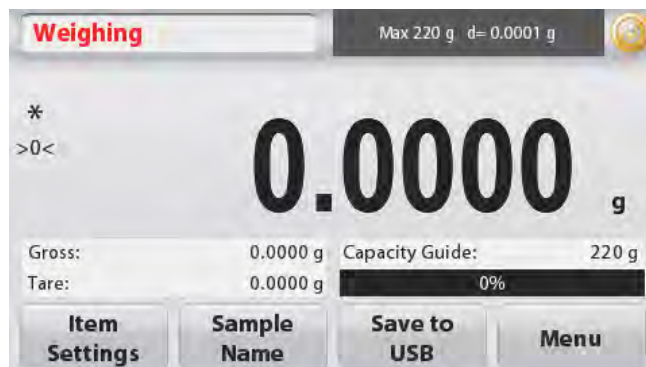 Weighing
Max 220 g d= 0.0001 g
*
>0<
0.0000 g
Gross: 0.0000 g Capacity Guide: 220 g
Tare: 0.0000 g 0%
Item Settings
Sample Name
Save to USB
Menu